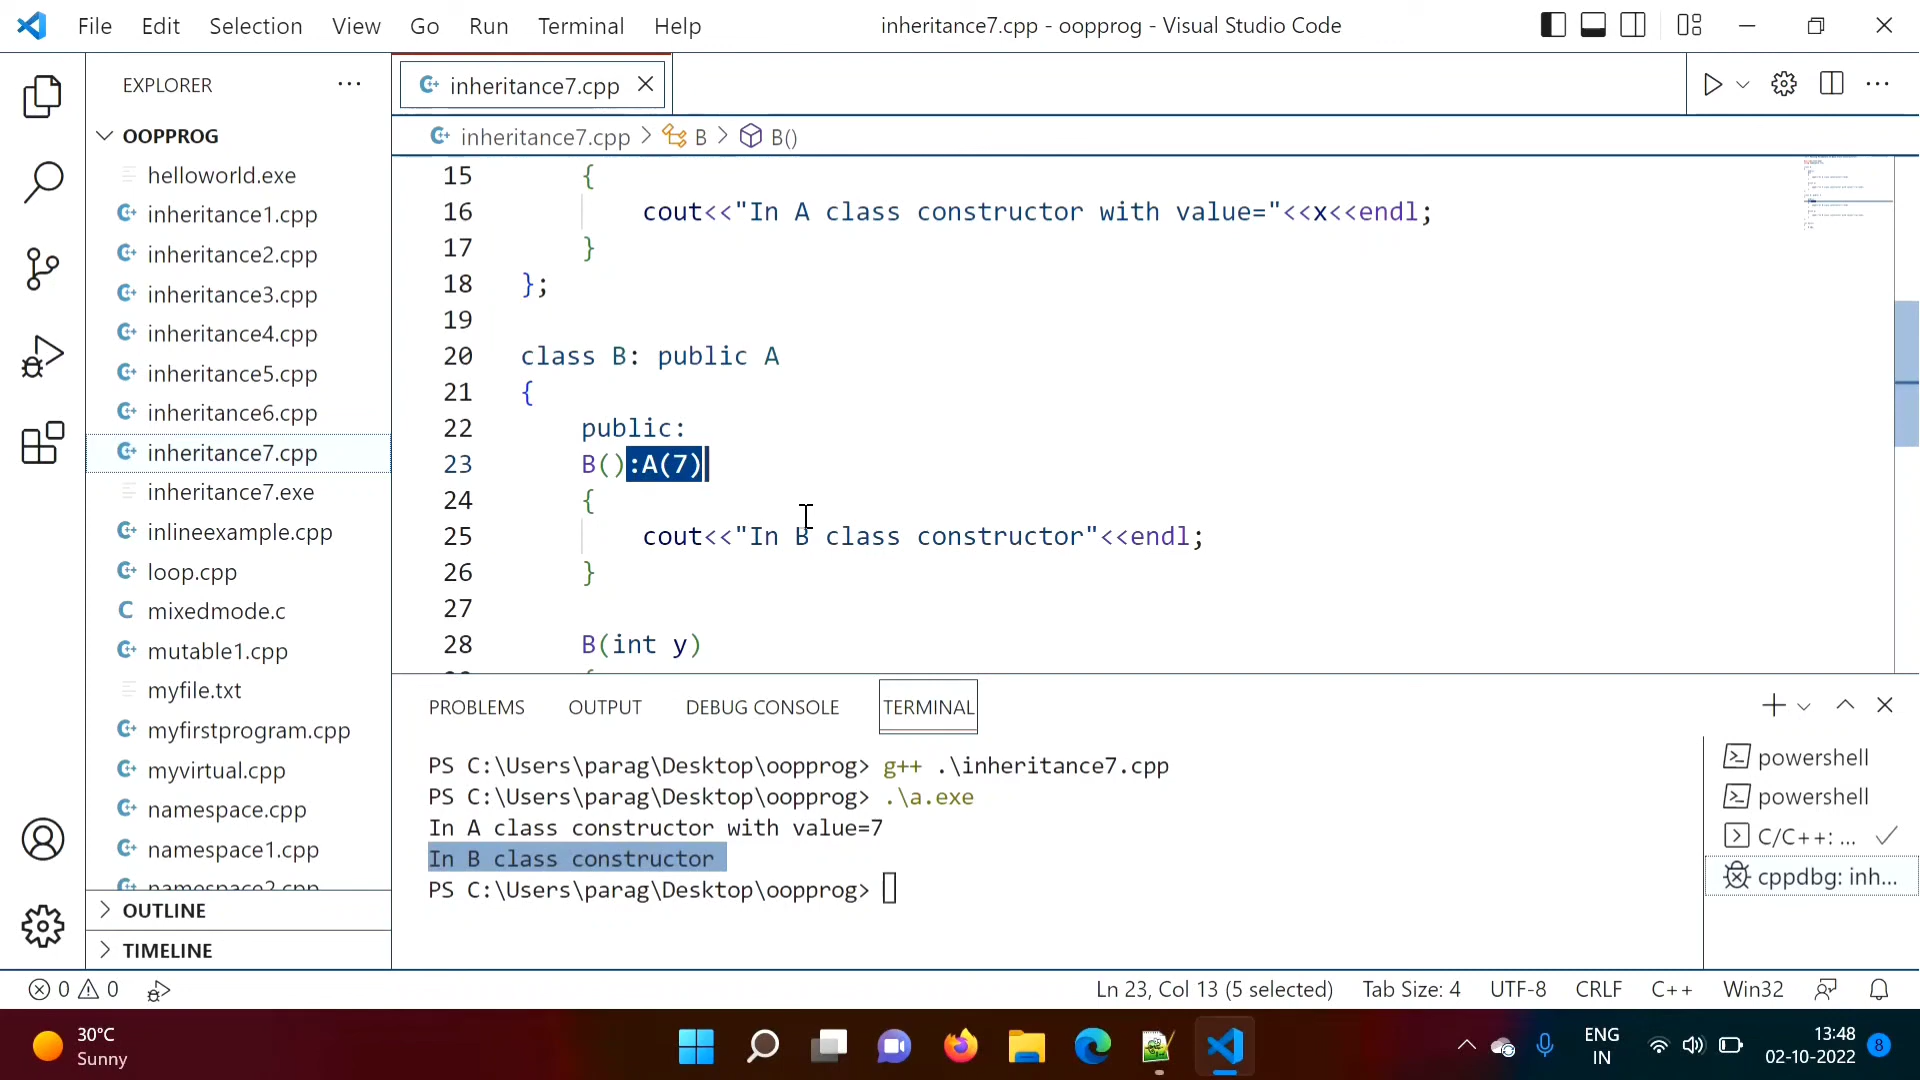 File Edit Selection View Go Run Terminal Help
inheritance7.cpp - oopprog - Visual Studio Code
EXPLORER
OOPPROG
helloworld.exe
inheritance1.cpp
inheritance2.cpp
inheritance3.cpp
inheritance4.cpp
inheritance5.cpp
inheritance6.cpp
inheritance7.cpp
inheritance7.exe
inlineexample.cpp
loop.cpp
mixedmode.c
mutable1.cpp
myfile.txt
myfirstprogram.cpp
myvirtual.cpp
namespace.cpp
namespace1.cpp
namespace2.cpp
OUTLINE
TIMELINE
inheritance7.cpp
inheritance7.cpp > B > B()
15 {
16 cout<<"In A class constructor with value="<<x<<endl;
17 }
18 };
19
20 class B: public A
21 {
22 public:
23 B():A(7)
24 {
25 cout<<"In B class constructor"<<endl;
26 }
27
28 B(int y)
PROBLEMS OUTPUT DEBUG CONSOLE TERMINAL
PS C:\Users\parag\Desktop\oopprog> g++ .\inheritance7.cpp
PS C:\Users\parag\Desktop\oopprog> .\a.exe
In A class constructor with value=7
In B class constructor
PS C:\Users\parag\Desktop\oopprog>
powershell
powershell
C/C++: ...
cppdbg: inh...
0 0
Ln 23, Col 13 (5 selected) Tab Size: 4 UTF-8 CRLF C++ Win32
30°C
Sunny
ENG
IN
13:48
02-10-2022
8